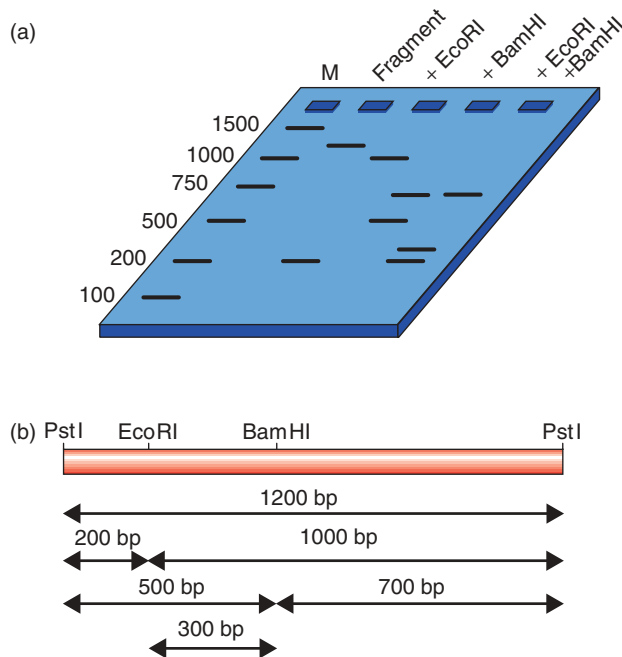 (a)
M
Fragment
+ EcoRI
+ BamHI
+ EcoRI
+BamHI
1500
1000
750
500
200
100
(b)
PstI EcoRI BamHI PstI
1200 bp
200 bp 1000 bp
500 bp 700 bp
300 bp